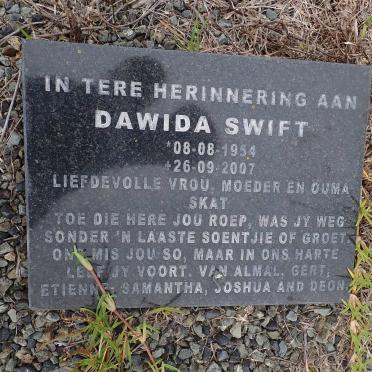 IN TERE HERINNERING AAN
DAWIDA SWIFT
*08-08-1954
+26-09-2007
LIEFDEVOLLE VROU, MOEDER EN OUMA
SKAT
TOE DIE HERE JOU ROEP, WAS JY WEG
SONDER 'N LAASTE SOENTJIE OF GROET.
ONS MIS JOU SO, MAAR IN ONS HARTE
LEEF JY VOORT. VAN ALMAL, GERT,
ETIENNE, SAMANTHA, JOSHUA AND DEON.